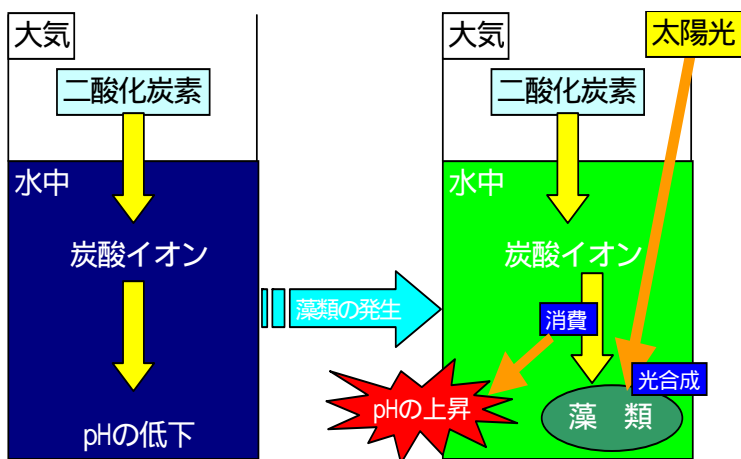 大気
二酸化炭素
水中
炭酸イオン
pHの低下
藻類の発生
大気
太陽光
二酸化炭素
水中
炭酸イオン
消費
光合成
pHの上昇
藻 類